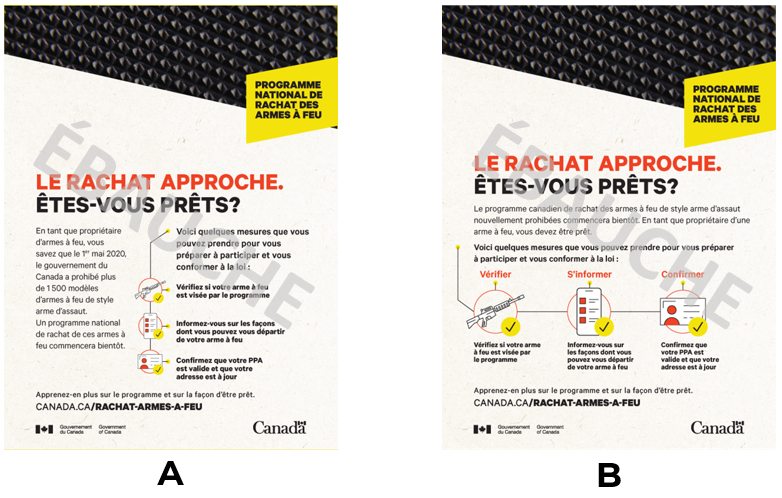 PROGRAMME
NATIONAL DE
RACHAT DES
ARMES À FEU
ÉBAUCHE
LE RACHAT APPROCHE.
ÊTES-VOUS PRÊTS?
En tant que propriétaire
d'armes à feu, vous
savez que le 1er mai 2020,
le gouvernement du
Canada a prohibé plus
de 1 500 modèles
d'armes à feu de style
arme d'assaut.
Un programme national
de rachat de ces armes à
feu commencera bientôt.
Voici quelques mesures que vous
pouvez prendre pour vous
préparer à participer et vous
conformer à la loi :
Vérifiez si votre arme à feu
est visée par le programme
Informez-vous sur les façons
dont vous pouvez vous départir
de votre arme à feu
Confirmez que votre PPA
est valide et que votre
adresse est à jour
Apprenez-en plus sur le programme et sur la façon d'être prêt.
CANADA.CA/RACHAT-ARMES-A-FEU
Gouvernement
du Canada
Government
of Canada
Canada
A
PROGRAMME
NATIONAL DE
RACHAT DES
ARMES À FEU
ÉBAUCHE
LE RACHAT APPROCHE.
ÊTES-VOUS PRÊTS?
Le programme canadien de rachat des armes à feu de style arme d'assaut
nouvellement prohibées commencera bientôt. En tant que propriétaire d'une
arme à feu, vous devez être prêt.
Voici quelques mesures que vous pouvez prendre pour vous préparer
à participer et vous conformer à la loi :
Vérifier
S'informer
Confirmer
Vérifiez si votre arme
à feu est visée par
le programme
Informez-vous sur
les façons dont vous
pouvez vous départir
de votre arme à feu
Confirmez que
votre PPA est
valide et que votre
adresse est à jour
Apprenez-en plus sur le programme et sur la façon d'être prêt.
CANADA.CA/RACHAT-ARMES-A-FEU
Gouvernement
du Canada
Government
of Canada
Canada
B